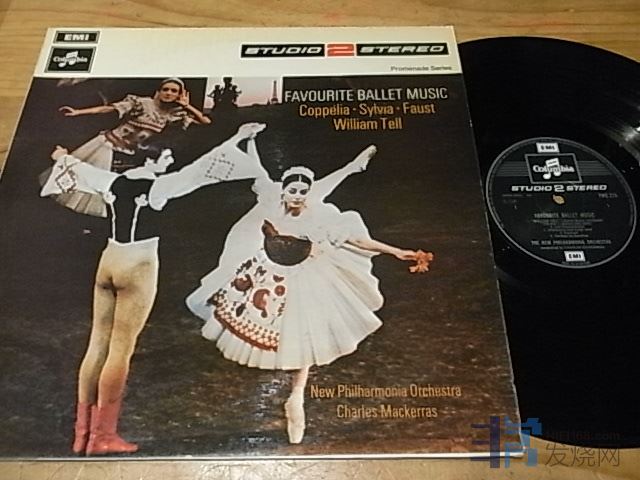 EMI
Columbia
STUDIO 2 STEREO
Promenade Series
FAVOURITE BALLET MUSIC
Coppélia • Sylvia • Faust
William Tell
New Philharmonia Orchestra
Charles Mackerras
EMI
Columbia
STUDIO 2 STEREO
FAVOURITE BALLET MUSIC
THE NEW PHILHARMONIA ORCHESTRA
EMI
发烧网